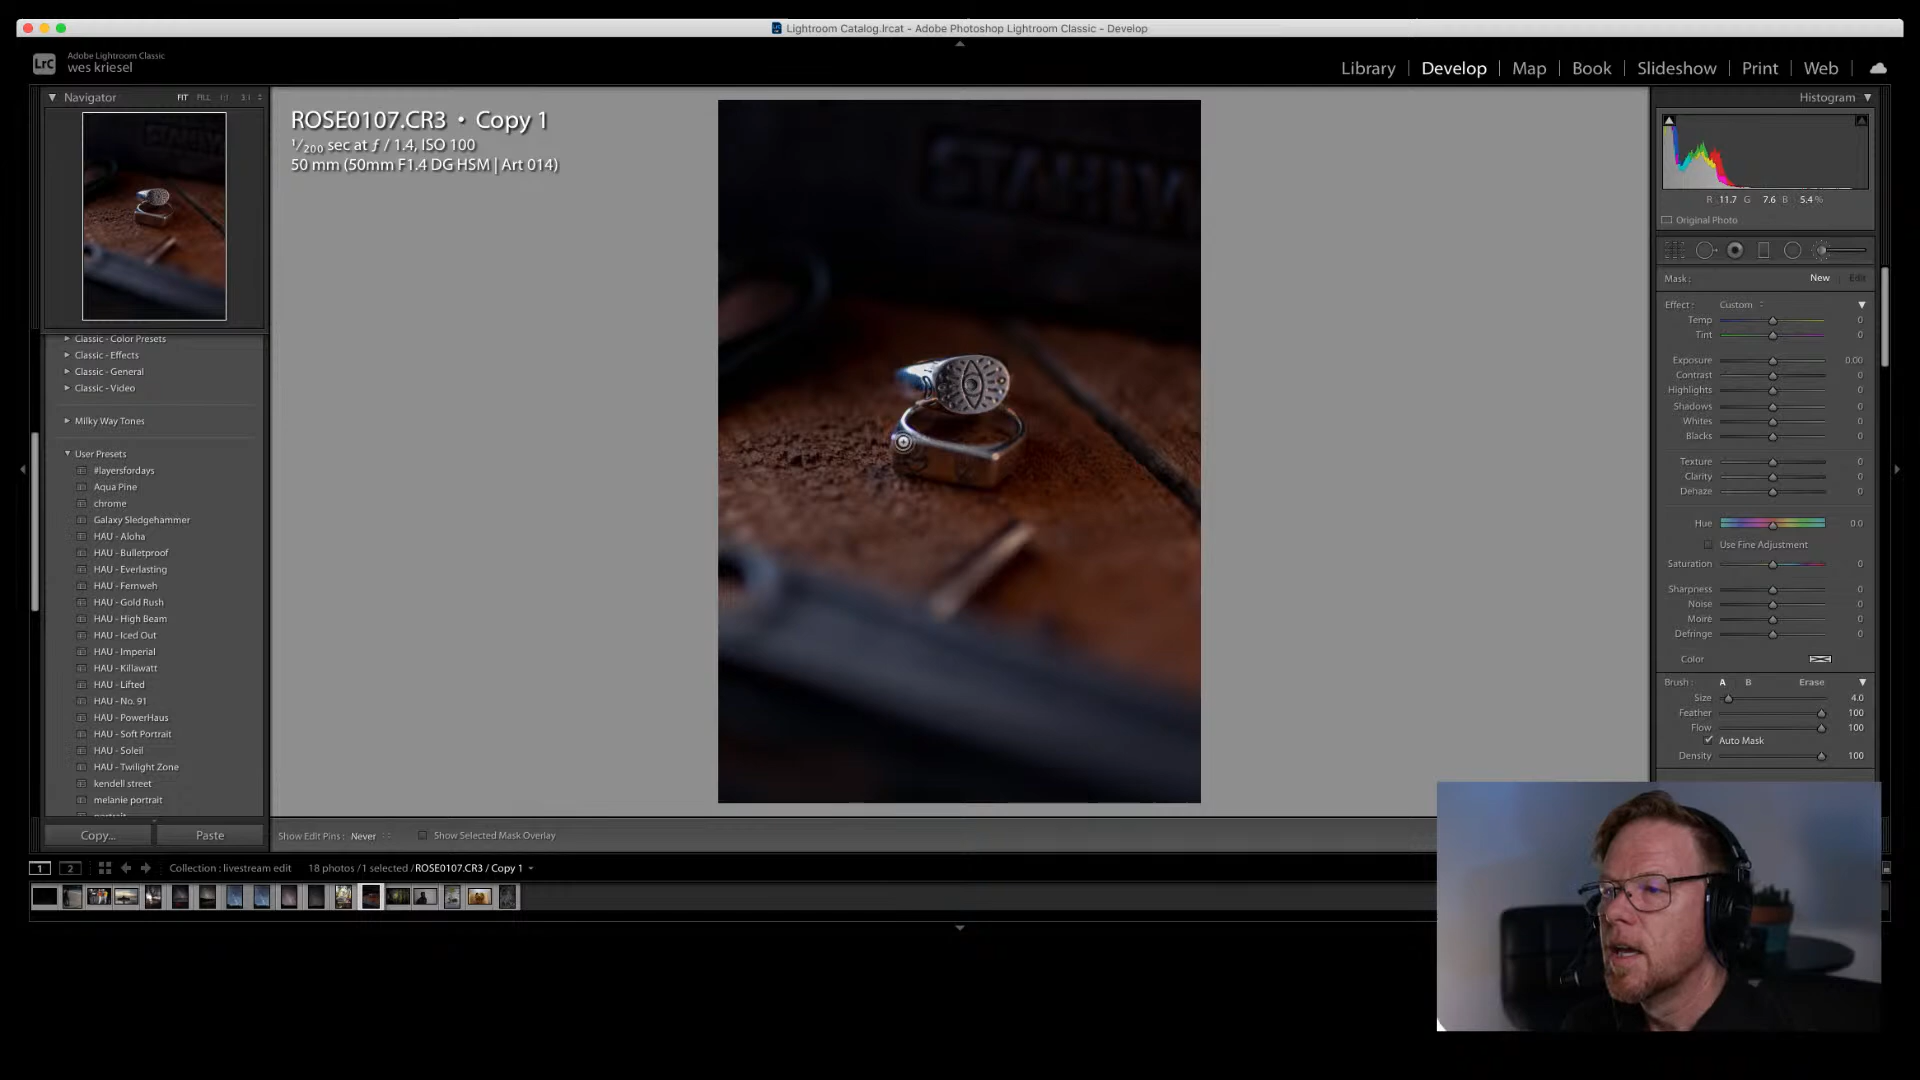 Lightroom Catalog.lrcat - Adobe Photoshop Lightroom Classic - Develop
LrC
Adobe Lightroom Classic
wes kriesel
Library | Develop | Map | Book | Slideshow | Print | Web
Navigator
FIT FILL 1:1 3:1
ROSE0107.CR3 • Copy 1
1/200 sec at ƒ / 1.4, ISO 100
50 mm (50mm F1.4 DG HSM | Art 014)
STAHLW
Histogram
R 11.7 G 7.6 B 5.4 %
Original Photo
Mask : New Edit
Effect : Custom
Temp 0
Tint 0
Exposure 0.00
Contrast 0
Highlights 0
Shadows 0
Whites 0
Blacks 0
Texture 0
Clarity 0
Dehaze 0
Hue 0.0
Use Fine Adjustment
Saturation 0
Sharpness 0
Noise 0
Moiré 0
Defringe 0
Color
Brush : A B Erase
Size 4.0
Feather 100
Flow 100
Auto Mask
Density 100
Classic - Color Presets
Classic - Effects
Classic - General
Classic - Video
Milky Way Tones
User Presets
#layersfordays
Aqua Pine
chrome
Galaxy Sledgehammer
HAU - Aloha
HAU - Bulletproof
HAU - Everlasting
HAU - Fernweh
HAU - Gold Rush
HAU - High Beam
HAU - Iced Out
HAU - Imperial
HAU - Killawatt
HAU - Lifted
HAU - No. 91
HAU - PowerHaus
HAU - Soft Portrait
HAU - Soleil
HAU - Twilight Zone
kendell street
melanie portrait
Copy... Paste
Show Edit Pins : Never Show Selected Mask Overlay
1 2 Collection : livestream edit 18 photos / 1 selected / ROSE0107.CR3 / Copy 1